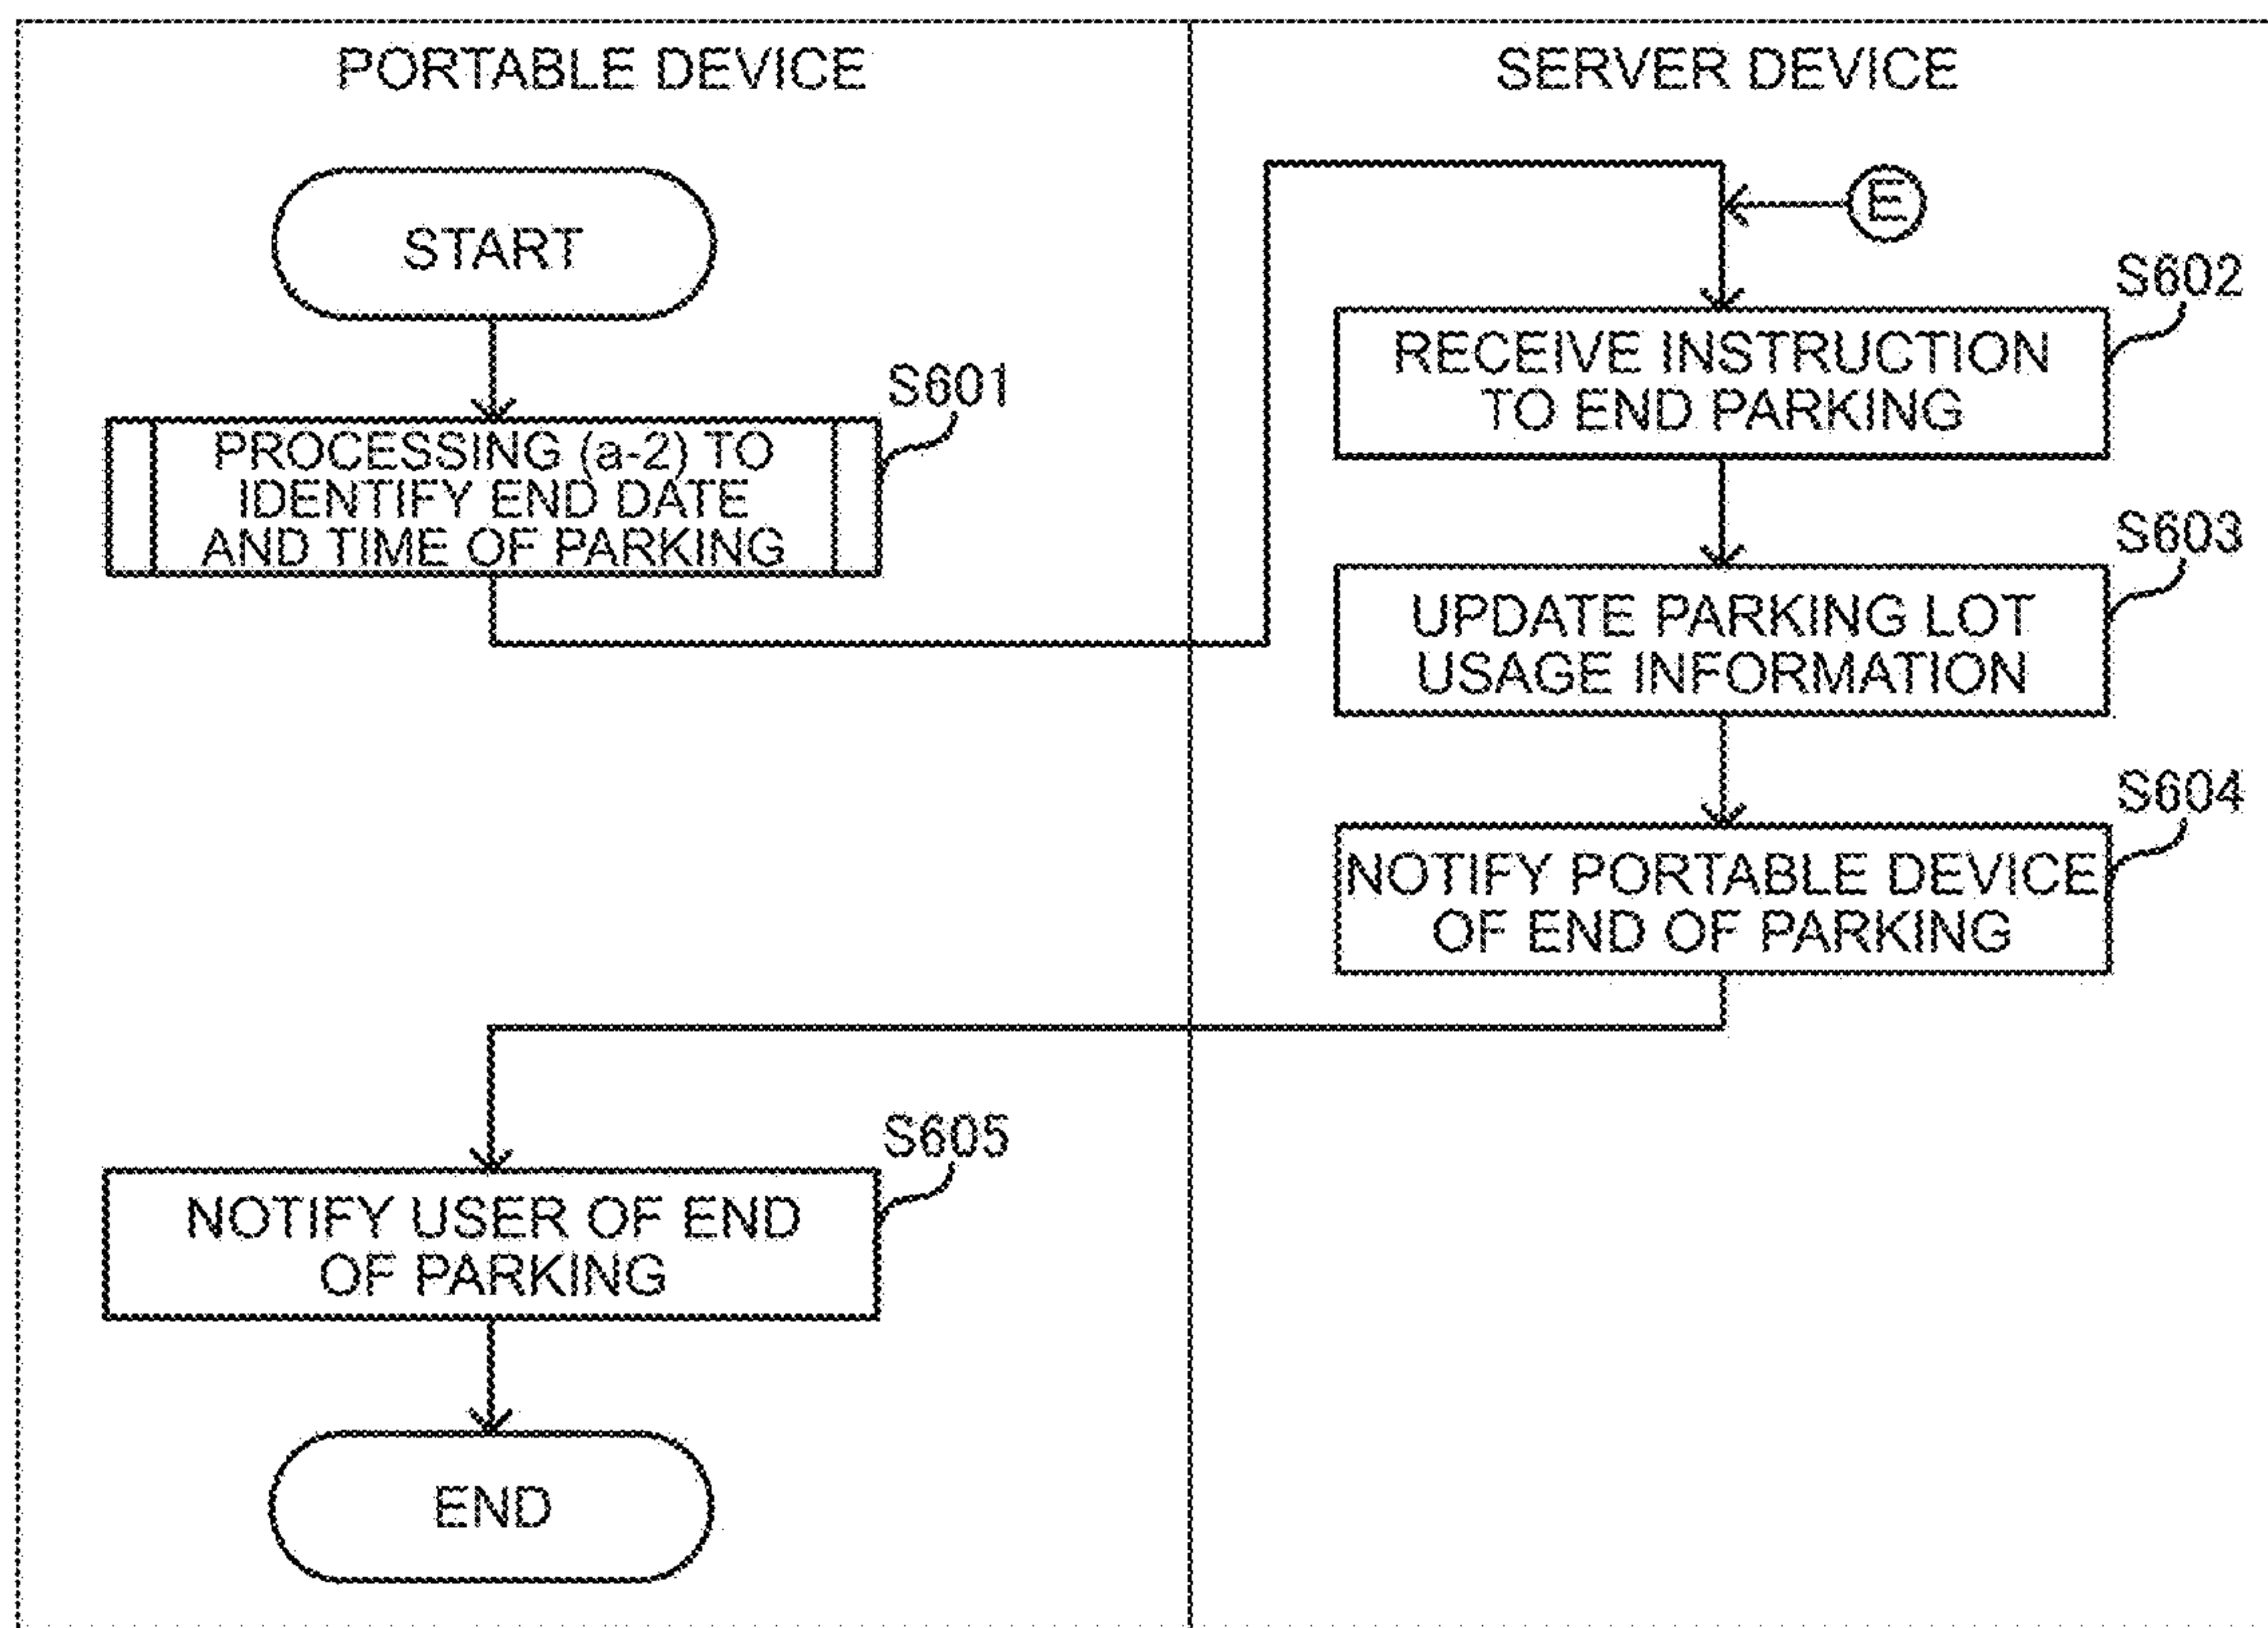 PORTABLE DEVICE
START
S601
PROCESSING (a-2) TO
IDENTIFY END DATE
AND TIME OF PARKING
S605
NOTIFY USER OF END
OF PARKING
END
SERVER DEVICE
E
S602
RECEIVE INSTRUCTION
TO END PARKING
S603
UPDATE PARKING LOT
USAGE INFORMATION
S604
NOTIFY PORTABLE DEVICE
OF END OF PARKING